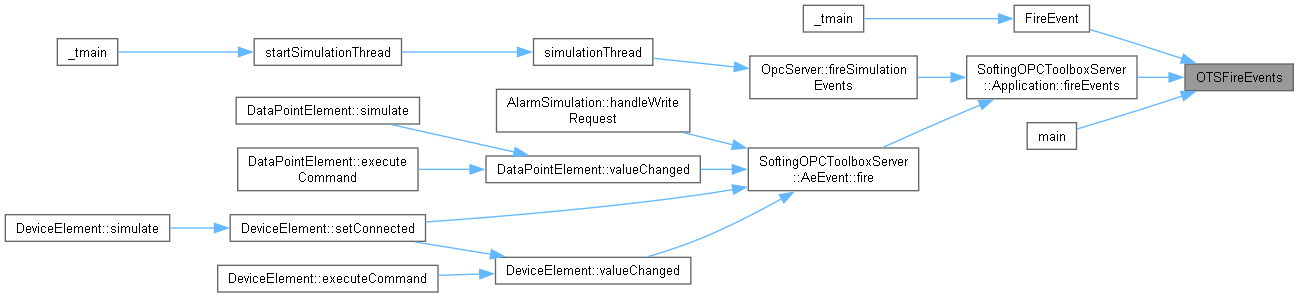 _tmain
FireEvent
_tmain
startSimulationThread
simulationThread
OpcServer::fireSimulation
Events
SoftingOPCToolboxServer
::Application::fireEvents
OTSFireEvents
AlarmSimulation::handleWrite
Request
DataPointElement::simulate
main
DataPointElement::execute
Command
DataPointElement::valueChanged
SoftingOPCToolboxServer
::AeEvent::fire
DeviceElement::simulate
DeviceElement::setConnected
DeviceElement::executeCommand
DeviceElement::valueChanged